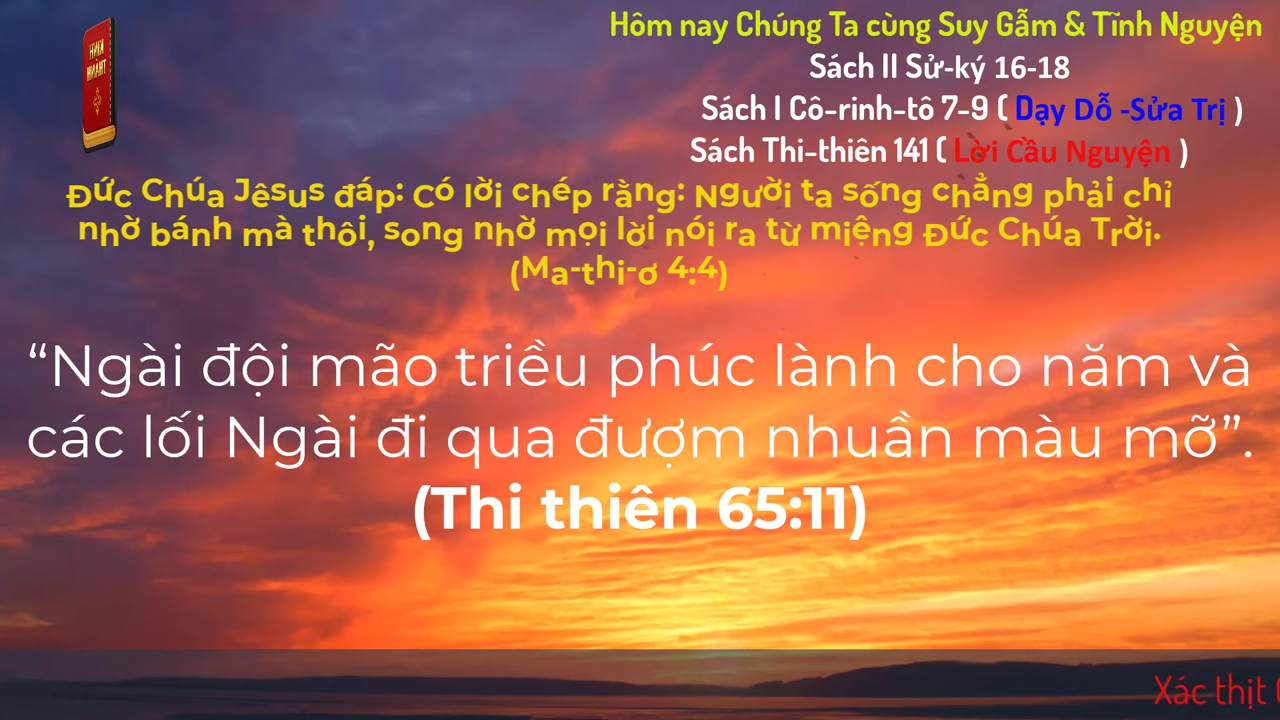 Hôm nay Chúng Ta cùng Suy Gẫm & Tĩnh Nguyện
Sách II Sử-ký 16-18
Sách I Cô-rinh-tô 7-9 ( Dạy Dỗ -Sửa Trị )
Sách Thi-thiên 141 ( Lời Cầu Nguyện )
Đức Chúa Jêsus đáp: Có lời chép rằng: Người ta sống chẳng phải chỉ
nhờ bánh mà thôi, song nhờ mọi lời nói ra từ miệng Đức Chúa Trời.
(Ma-thi-ơ 4:4)
“Ngài đội mão triều phúc lành cho năm và
các lối Ngài đi qua đượm nhuần màu mỡ”.
(Thi thiên 65:11)
Xác thịt